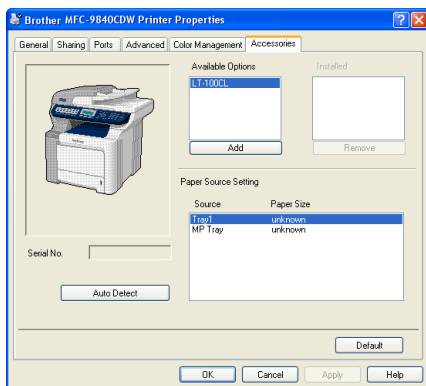 Brother MFC-9840CDW Printer Properties
General Sharing Ports Advanced Color Management Accessories
Available Options Installed
LT-100CL
Add Remove
Paper Source Setting
Source Paper Size
Tray1 unknown
MP Tray unknown
Serial No.
Auto Detect
Default
OK Cancel Apply Help